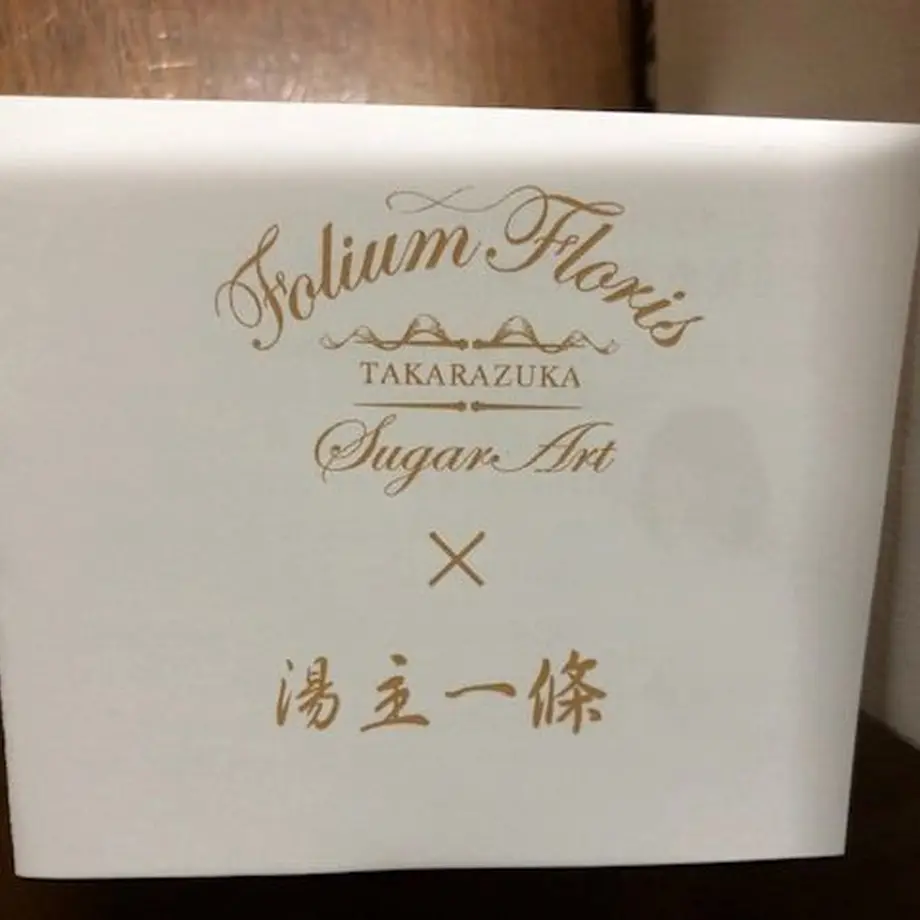 Folium Floris
TAKARAZUKA
Sugar Art
×
湯主一條